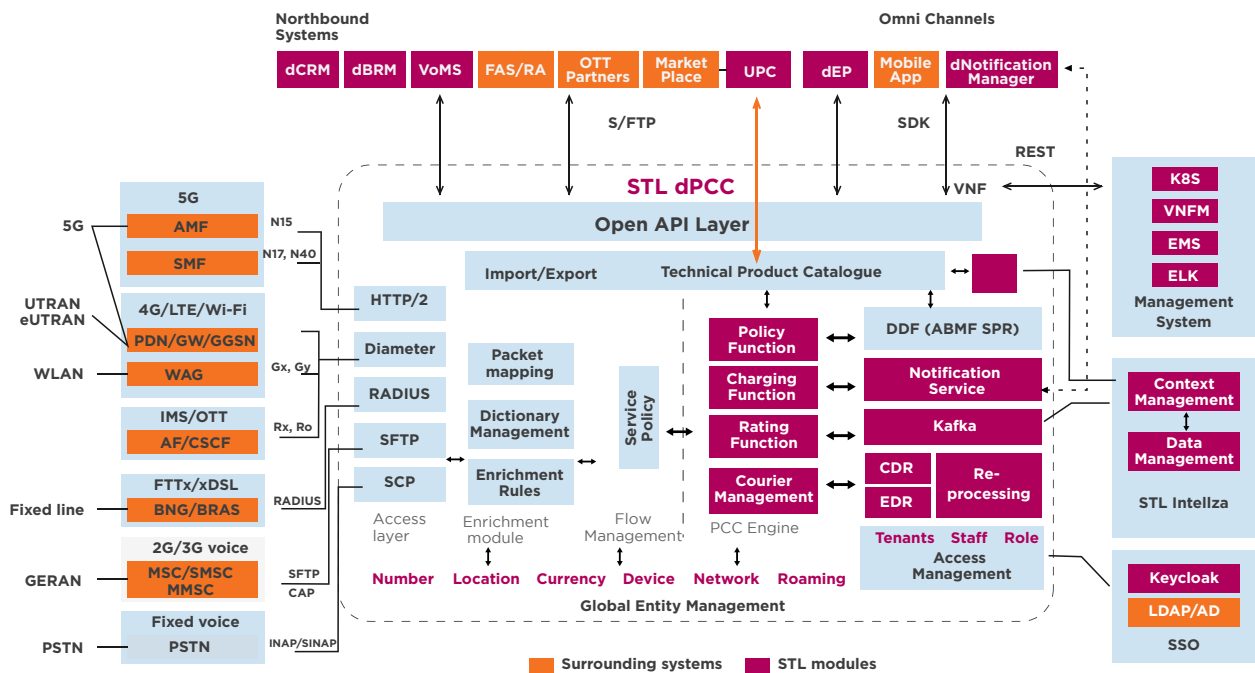 Northbound
Systems
Omni Channels
dCRM
dBRM
VoMS
FAS/RA
OTT
Partners
Market
Place
UPC
dEP
Mobile
App
dNotification
Manager
S/FTP
SDK
REST
STL dPCC
VNF
Open API Layer
Import/Export
Technical Product Catalogue
5G
5G
AMF
SMF
N15
N17, N40
UTRAN
eUTRAN
4G/LTE/Wi-Fi
PDN/GW/GGSN
WLAN
WAG
Gx, Gy
IMS/OTT
AF/CSCF
Rx, Ro
Fixed line
FTTx/xDSL
BNG/BRAS
RADIUS
GERAN
2G/3G voice
MSC/SMSC
MMSC
SFTP
CAP
PSTN
Fixed voice
PSTN
INAP/SINAP
HTTP/2
Diameter
RADIUS
SFTP
SCP
Access
layer
Packet
mapping
Dictionary
Management
Enrichment
Rules
Enrichment
module
Service
Policy
Flow
Management
Policy
Function
Charging
Function
Rating
Function
Courier
Management
PCC Engine
DDF (ABMF SPR)
Notification
Service
Kafka
CDR
EDR
Re-
processing
Tenants Staff Role
Access
Management
Number Location Currency Device Network Roaming
Global Entity Management
K8S
VNFM
EMS
ELK
Management
System
Context
Management
Data
Management
STL Intellza
Keycloak
LDAP/AD
SSO
Surrounding systems
STL modules